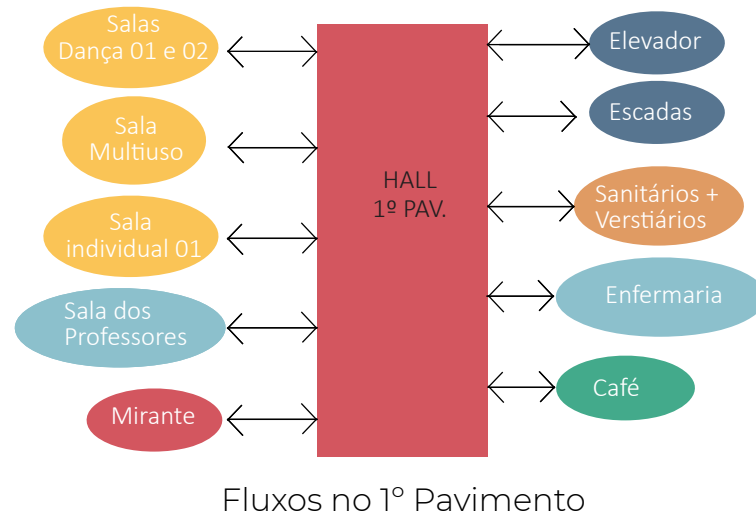 Salas
Dança 01 e 02
Sala
Multiuso
Sala
individual 01
Sala dos
Professores
Mirante
HALL
1º PAV.
Elevador
Escadas
Sanitários +
Verstiários
Enfermaria
Café
Fluxos no 1º Pavimento